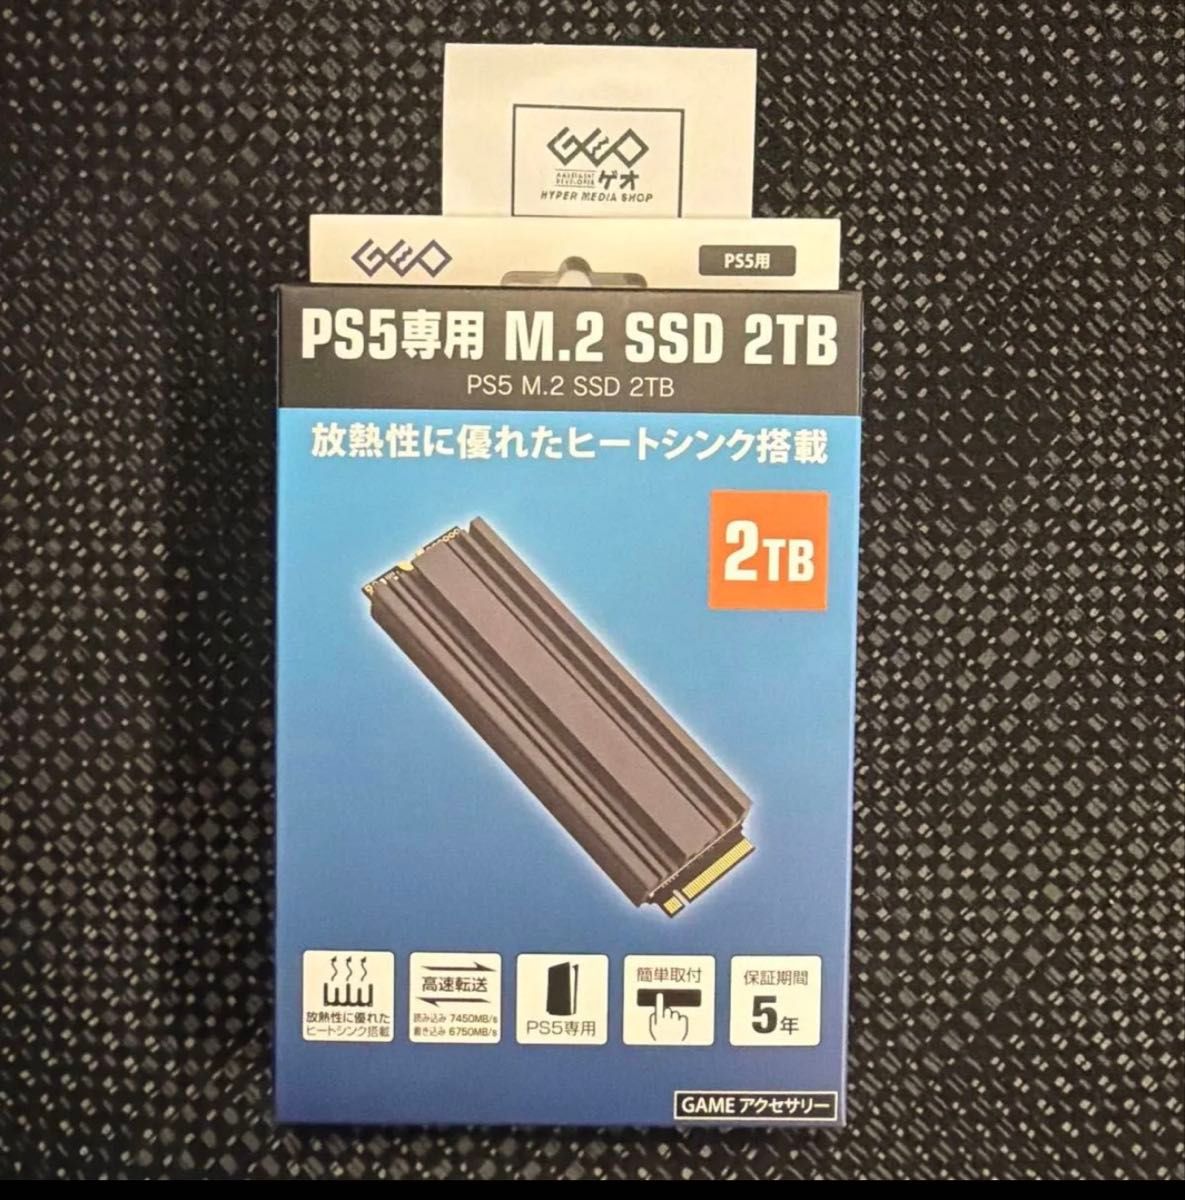 GEO
AMUSEMENT
DEVELOPER ゲオ
HYPER MEDIA SHOP
GEO
PS5用
PS5専用 M.2 SSD 2TB
PS5 M.2 SSD 2TB
放熱性に優れたヒートシンク搭載
2TB
放熱性に優れた
ヒートシンク搭載
高速転送
読み込み 7450MB/s
書き込み 6750MB/s
PS5専用
簡単取付
保証期間
5年
GAME アクセサリー